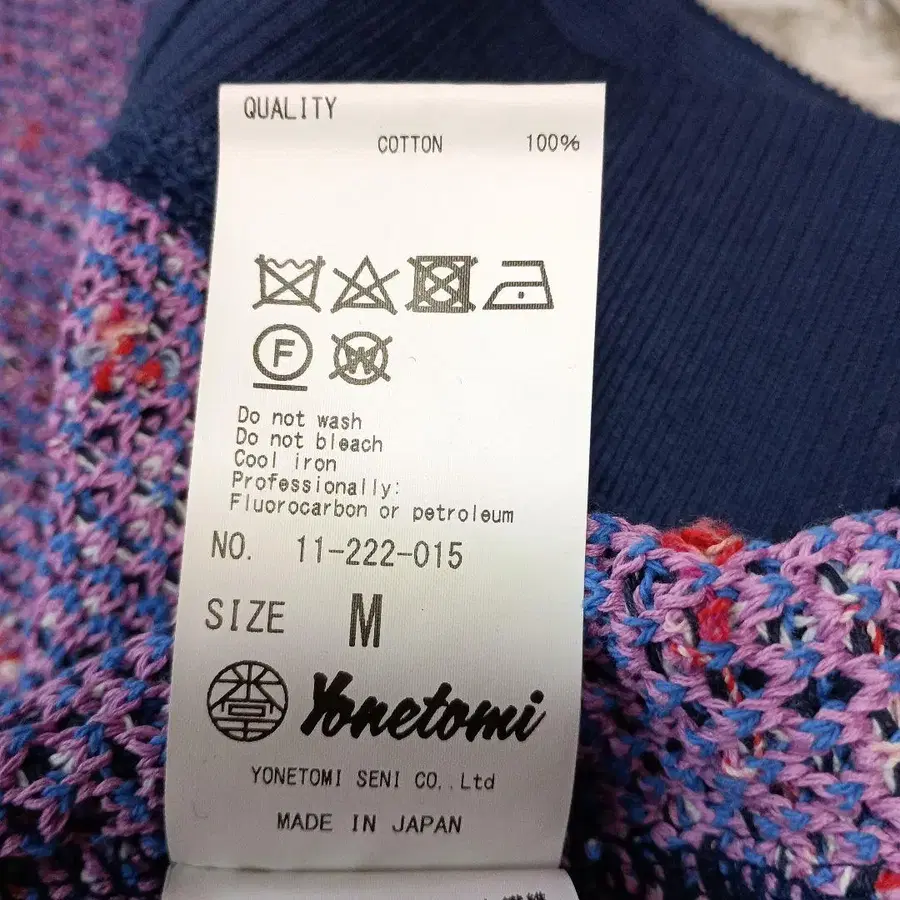 QUALITY
COTTON 100%
F
W
Do not wash
Do not bleach
Cool iron
Professionally:
Fluorocarbon or petroleum
NO. 11-222-015
SIZE M
Yonetomi
YONETOMI SENI CO,.Ltd
MADE IN JAPAN